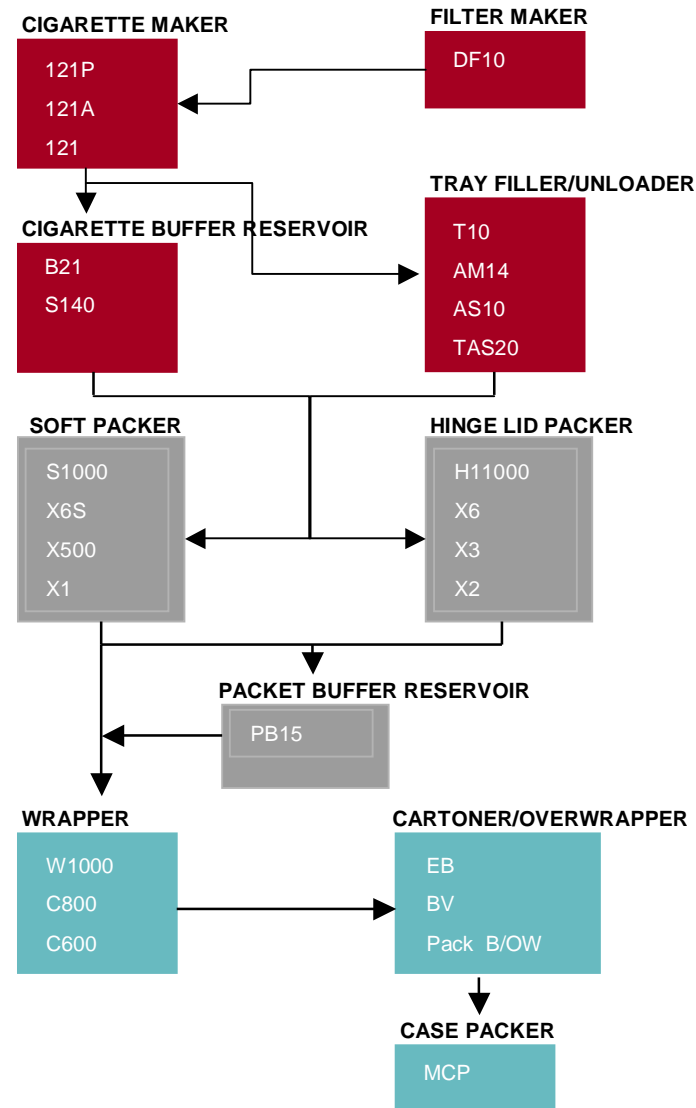 CIGARETTE MAKER
121P
121A
121
FILTER MAKER
DF10
CIGARETTE BUFFER RESERVOIR
B21
S140
TRAY FILLER/UNLOADER
T10
AM14
AS10
TAS20
SOFT PACKER
S1000
X6S
X500
X1
HINGE LID PACKER
H11000
X6
X3
X2
PACKET BUFFER RESERVOIR
PB15
WRAPPER
W1000
C800
C600
CARTONER/OVERWRAPPER
EB
BV
Pack B/OW
CASE PACKER
MCP